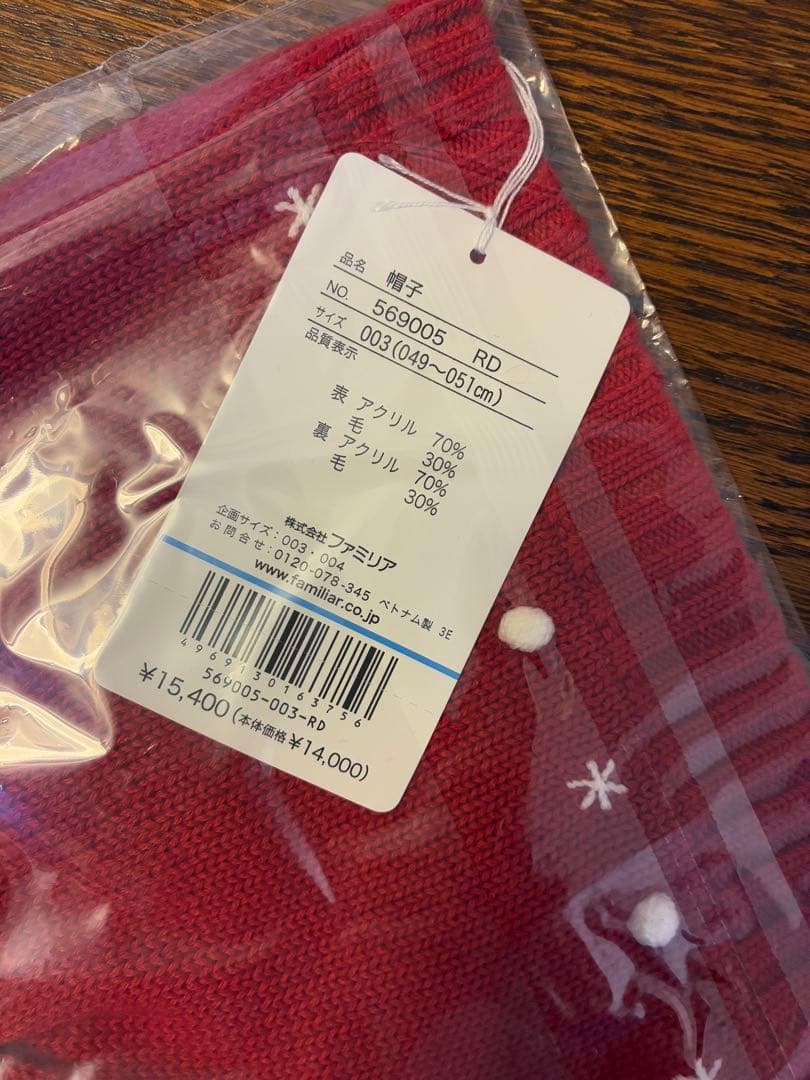 品名 帽子
NO. 569005 RD
サイズ 003(049〜051cm)
品質表示
表 アクリル 70%
毛 30%
裏 アクリル 70%
毛 30%
株式会社ファミリア
企画サイズ:003・004
お問合せ:0120-078-345 ベトナム製 3E
www.familiar.co.jp
4969130163756
569005-003-RD
¥15,400(本体価格¥14,000)